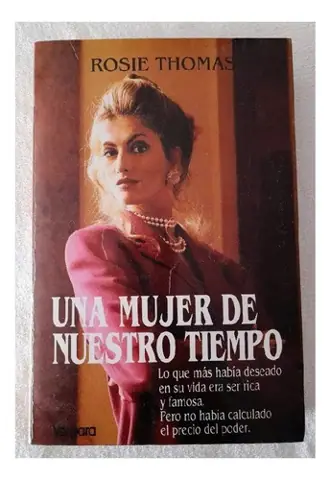 ROSIE THOMAS
UNA MUJER DE
NUESTRO TIEMPO
Lo que más había deseado
en su vida era ser rica
y famosa.
Pero no había calculado
el precio del poder.
Vergara